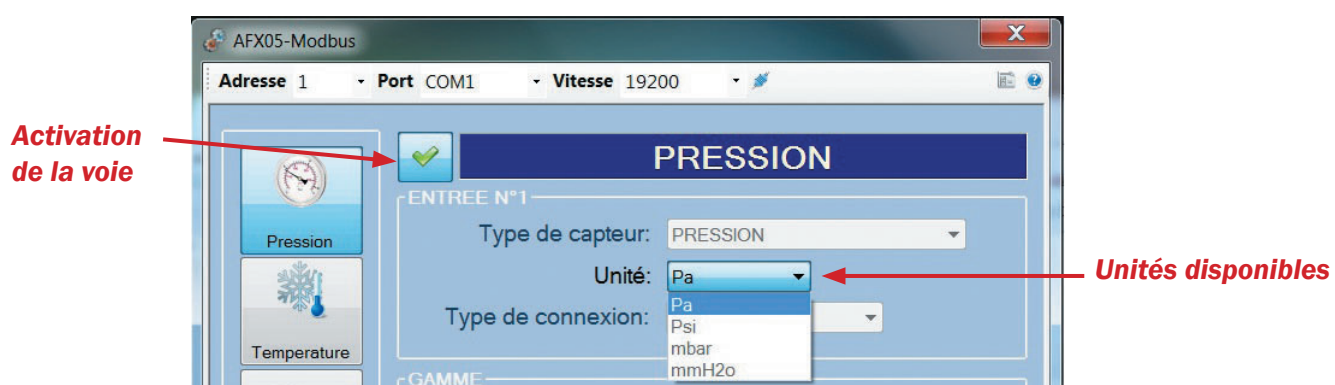 AFX05-Modbus
X
Adresse 1 Port COM1 Vitesse 19200
Activation
de la voie
PRESSION
ENTREE N°1
Type de capteur: PRESSION
Pression
Unité: Pa
Unités disponibles
Pa
Type de connexion:
Psi
mbar
Temperature
mmH2o
GAMME